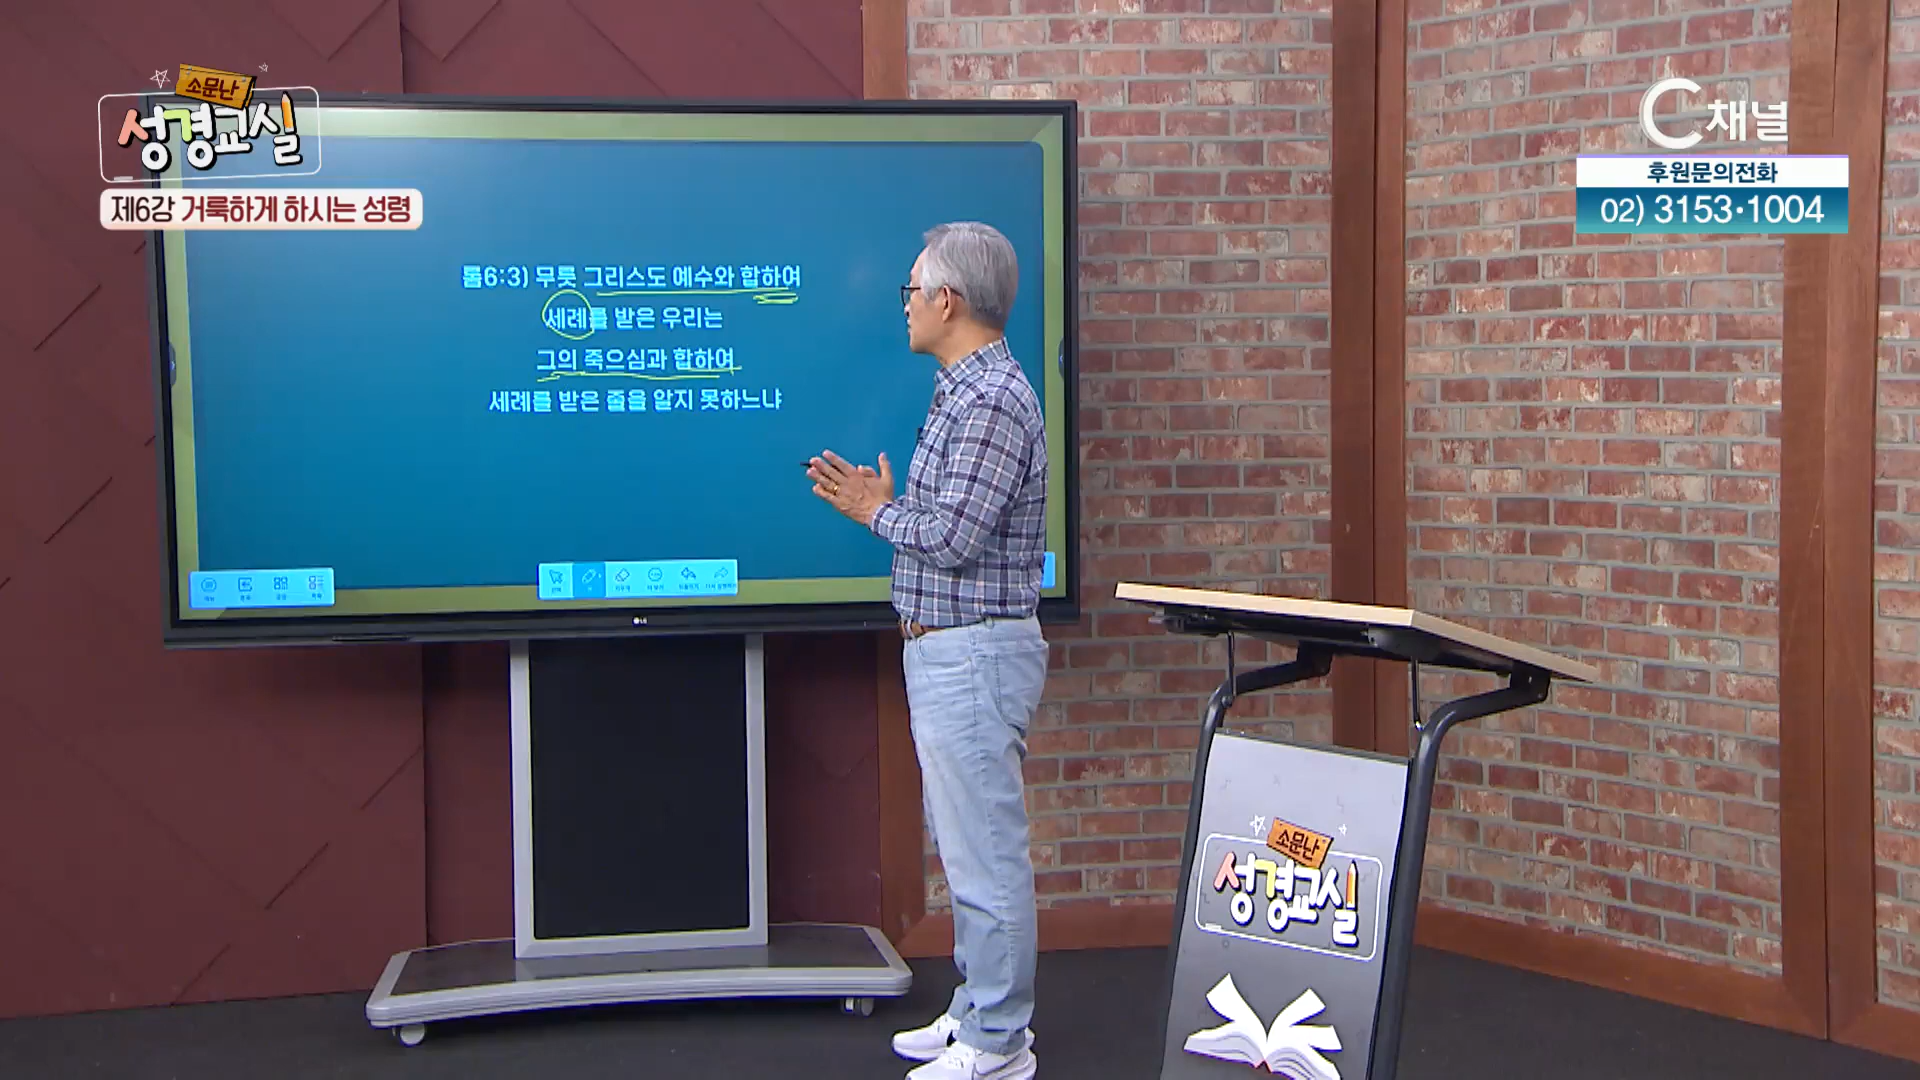 소문난
성경교실
제6강 거룩하게 하시는 성령
C채널
후원문의전화
02) 3153·1004
롬6:3) 무릇 그리스도 예수와 합하여
세례를 받은 우리는
그의 죽으심과 합하여
세례를 받은 줄을 알지 못하느냐
LG
소문난
성경교실